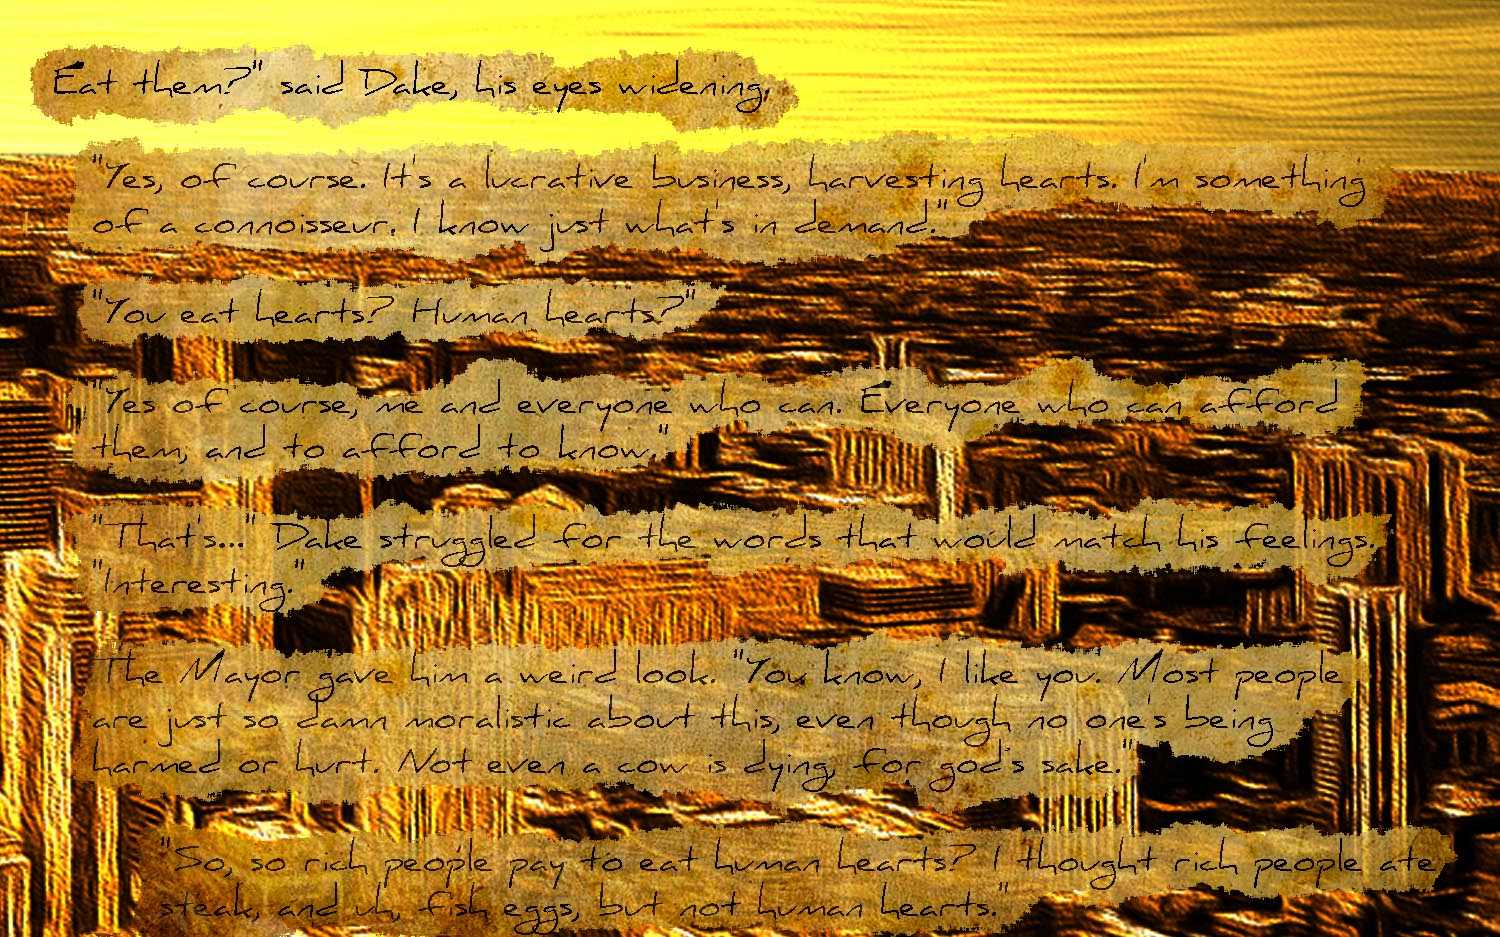 Eat them?" said Dake, his eyes widening.
"Yes, of course. It's a lucrative business, harvesting hearts. I'm something
of a connoisseur. I know just what's in demand."
"You eat hearts? Human hearts?"
"Yes of course, me and everyone who can. Everyone who can afford
them, and to afford to know."
"That's..." Dake struggled for the words that would match his feelings.
"Interesting."
The Mayor gave him a weird look. "You know, I like you. Most people
are just so damn moralistic about this, even though no one's being
harmed or hurt. Not even a cow is dying, for god's sake."
"So, so rich people pay to eat human hearts? I thought rich people ate
steak, and uh, fish eggs, but not human hearts."